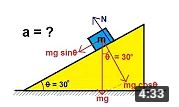 a = ?
N
m
mg sinθ
θ = 30°
θ = 30°
mg cosθ
mg
4:33